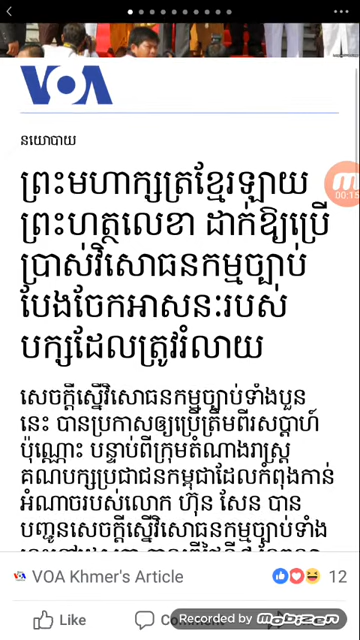 VOA
នយោបាយ
ព្រះមហាក្សត្រខ្មែរឡាយ
ព្រះហត្ថលេខា ដាក់ឱ្យប្រើ
ប្រាស់វិសោធនកម្មច្បាប់
បែងចែកអាសនៈរបស់
បក្សដែលត្រូវរំលាយ
00:15
សេចក្តីស្នើវិសោធនកម្មច្បាប់ទាំងបួន
នេះ បានប្រកាសឲ្យប្រើត្រឹមពីរសប្តាហ៍
ប៉ុណ្ណោះ បន្ទាប់ពីក្រុមតំណាងរាស្ត្រ
គណបក្សប្រជាជនកម្ពុជាដែលកំពុងកាន់
អំណាចរបស់លោក ហ៊ុន សែន បាន
បញ្ជូនសេចក្តីស្នើវិសោធនកម្មច្បាប់ទាំង
VOA Khmer's Article
12
Like
Recorded by mobizen